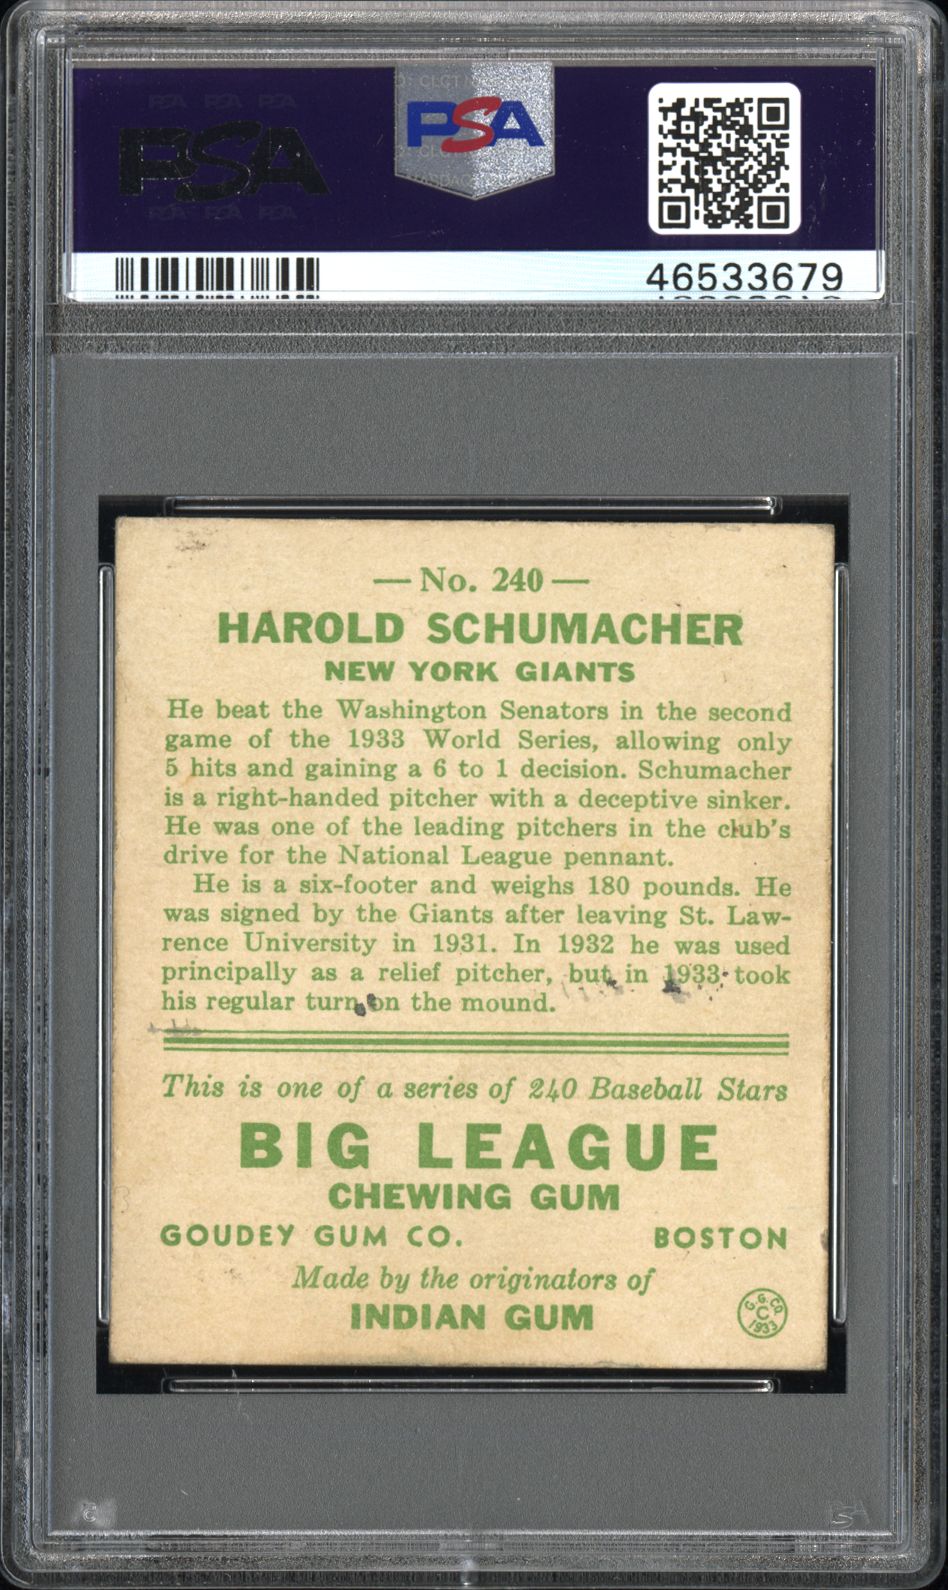 PSA PSA PSA
PSA
PSA PSA PSA
PSA
46533679
— No. 240 —
HAROLD SCHUMACHER
NEW YORK GIANTS
He beat the Washington Senators in the second
game of the 1933 World Series, allowing only
5 hits and gaining a 6 to 1 decision. Schumacher
is a right-handed pitcher with a deceptive sinker.
He was one of the leading pitchers in the club's
drive for the National League pennant.
He is a six-footer and weighs 180 pounds. He
was signed by the Giants after leaving St. Law-
rence University in 1931. In 1932 he was used
principally as a relief pitcher, but in 1933 took
his regular turn on the mound.
This is one of a series of 240 Baseball Stars
BIG LEAGUE
CHEWING GUM
GOUDEY GUM CO. BOSTON
Made by the originators of
INDIAN GUM
G. G. CO.
C
1933